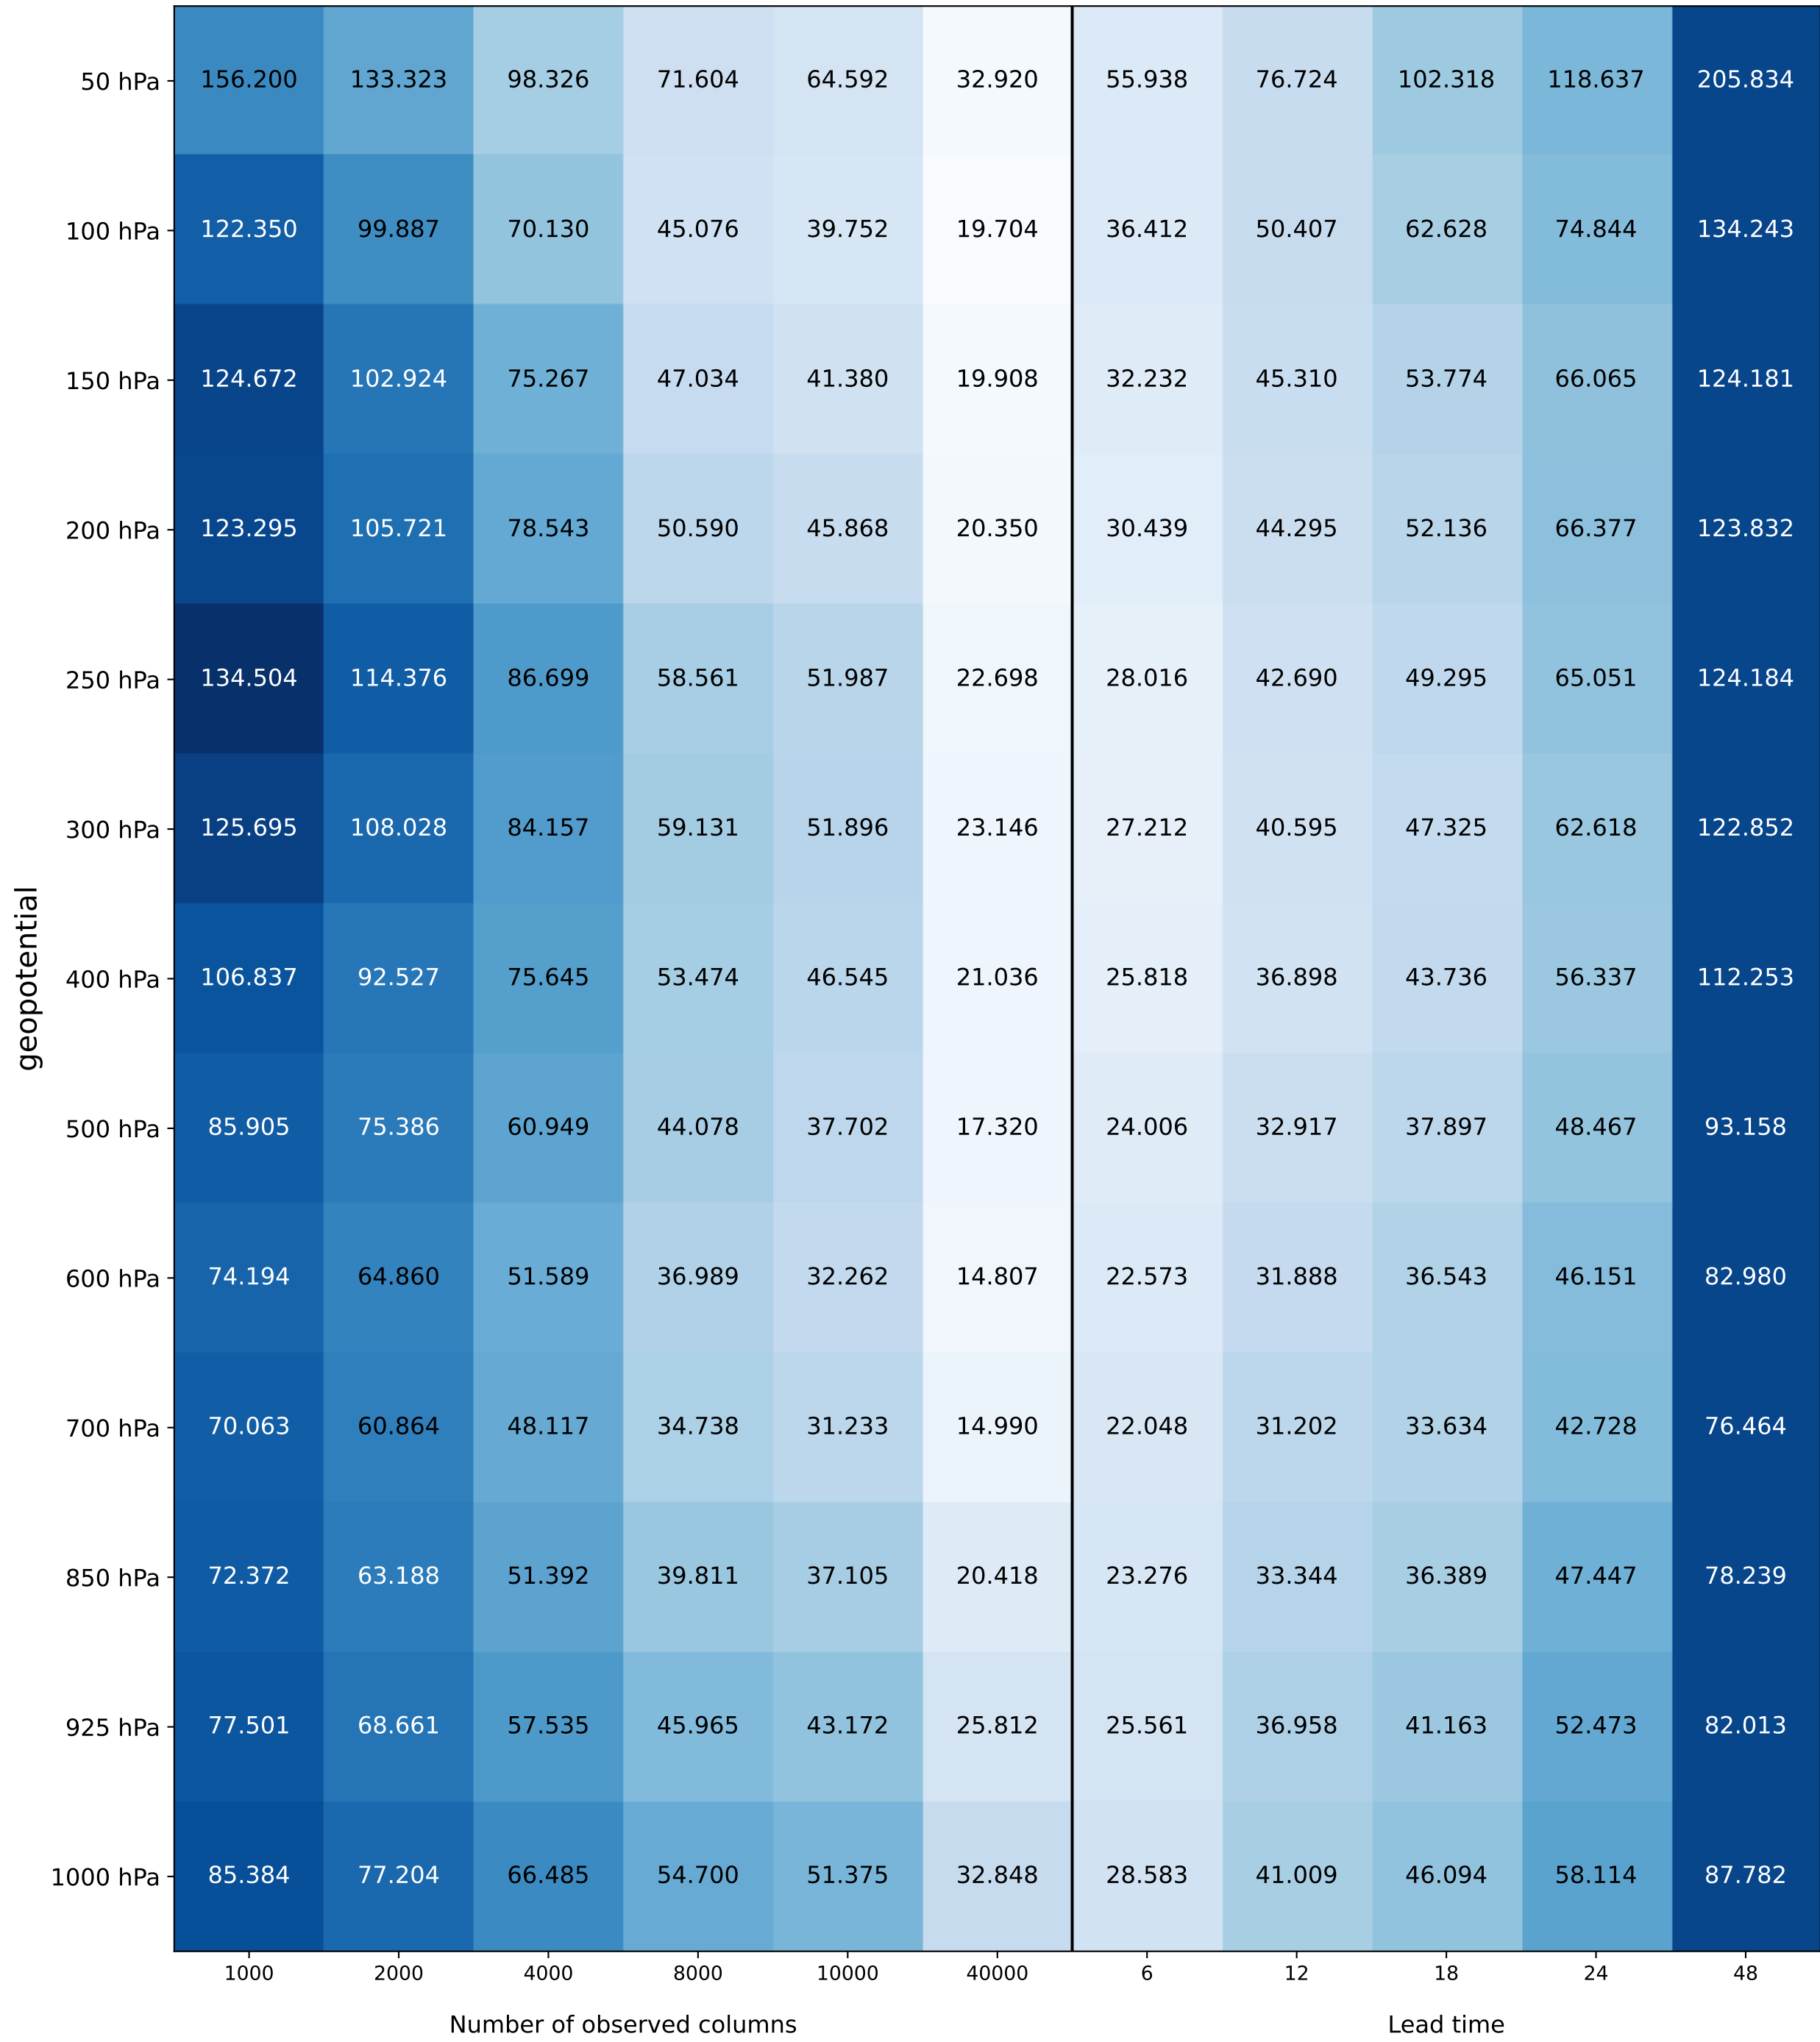 geopotential
50 hPa 156.200 133.323 98.326 71.604 64.592 32.920 55.938 76.724 102.318 118.637 205.834
100 hPa 122.350 99.887 70.130 45.076 39.752 19.704 36.412 50.407 62.628 74.844 134.243
150 hPa 124.672 102.924 75.267 47.034 41.380 19.908 32.232 45.310 53.774 66.065 124.181
200 hPa 123.295 105.721 78.543 50.590 45.868 20.350 30.439 44.295 52.136 66.377 123.832
250 hPa 134.504 114.376 86.699 58.561 51.987 22.698 28.016 42.690 49.295 65.051 124.184
300 hPa 125.695 108.028 84.157 59.131 51.896 23.146 27.212 40.595 47.325 62.618 122.852
400 hPa 106.837 92.527 75.645 53.474 46.545 21.036 25.818 36.898 43.736 56.337 112.253
500 hPa 85.905 75.386 60.949 44.078 37.702 17.320 24.006 32.917 37.897 48.467 93.158
600 hPa 74.194 64.860 51.589 36.989 32.262 14.807 22.573 31.888 36.543 46.151 82.980
700 hPa 70.063 60.864 48.117 34.738 31.233 14.990 22.048 31.202 33.634 42.728 76.464
850 hPa 72.372 63.188 51.392 39.811 37.105 20.418 23.276 33.344 36.389 47.447 78.239
925 hPa 77.501 68.661 57.535 45.965 43.172 25.812 25.561 36.958 41.163 52.473 82.013
1000 hPa 85.384 77.204 66.485 54.700 51.375 32.848 28.583 41.009 46.094 58.114 87.782
1000 2000 4000 8000 10000 40000 6 12 18 24 48
Number of observed columns Lead time